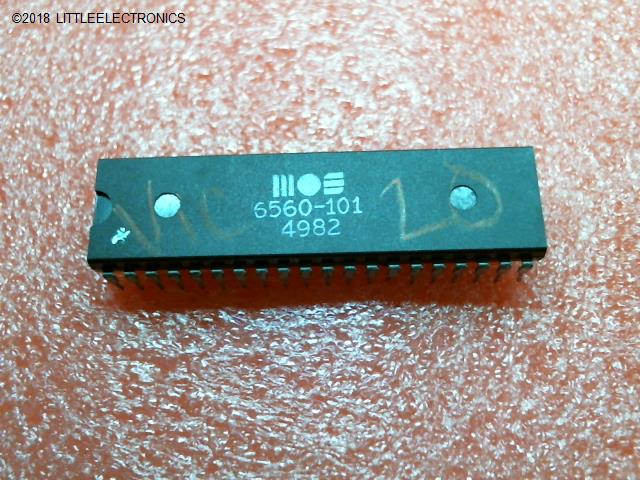 ©2018 LITTLEELECTRONICS
MOS
6560-101
4982
VIC 20